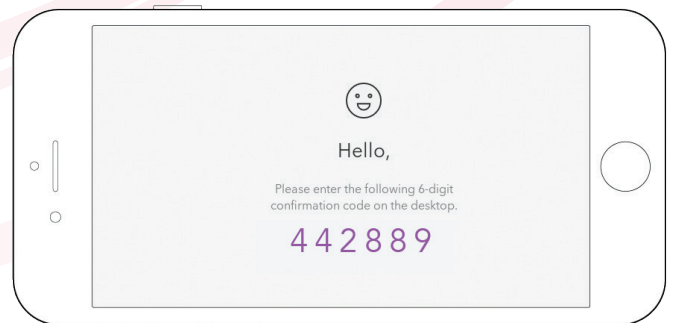 Hello,
Please enter the following 6-digit
confirmation code on the desktop.
442889